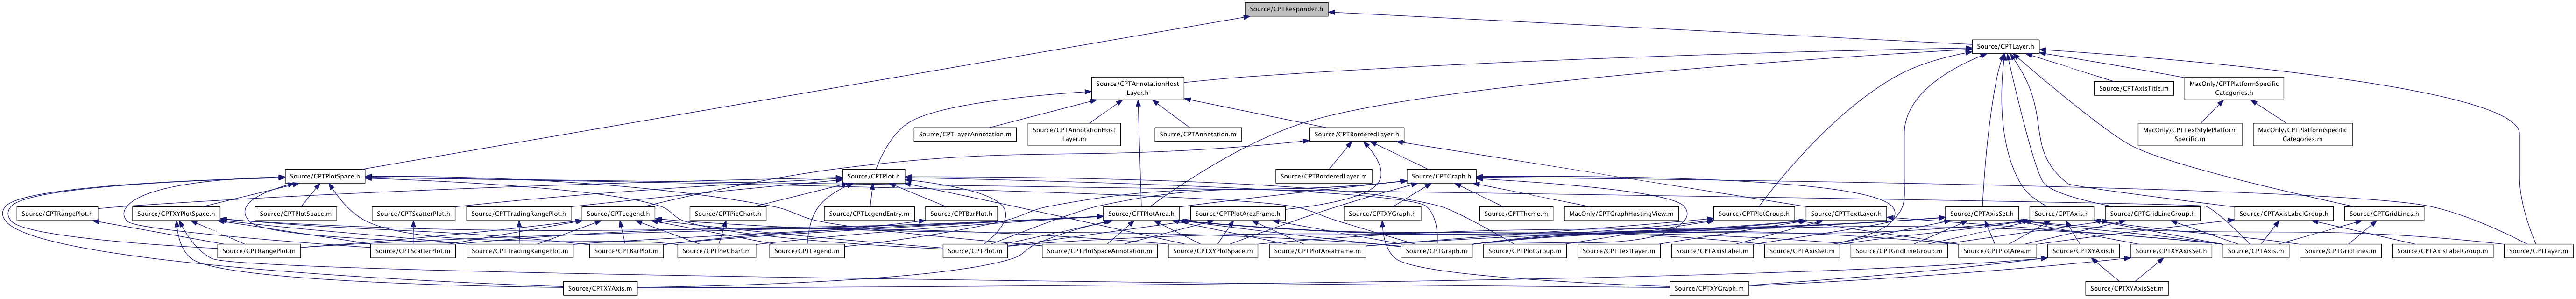 Source/CPTResponder.h
Source/CPTLayer.h
Source/CPTAnnotationHost
Layer.h
Source/CPTAxisTitle.m
MacOnly/CPTPlatformSpecific
Categories.h
Source/CPTLayerAnnotation.m
Source/CPTAnnotationHost
Layer.m
Source/CPTAnnotation.m
Source/CPTBorderedLayer.h
MacOnly/CPTTextStylePlatform
Specific.m
MacOnly/CPTPlatformSpecific
Categories.m
Source/CPTPlotSpace.h
Source/CPTPlot.h
Source/CPTBorderedLayer.m
Source/CPTGraph.h
Source/CPTRangePlot.h
Source/CPTXYPlotSpace.h
Source/CPTPlotSpace.m
Source/CPTScatterPlot.h
Source/CPTTradingRangePlot.h
Source/CPTLegend.h
Source/CPTPieChart.h
Source/CPTLegendEntry.m
Source/CPTBarPlot.h
Source/CPTPlotArea.h
Source/CPTPlotAreaFrame.h
Source/CPTXYGraph.h
Source/CPTTheme.m
MacOnly/CPTGraphHostingView.m
Source/CPTPlotGroup.h
Source/CPTTextLayer.h
Source/CPTAxisSet.h
Source/CPTAxis.h
Source/CPTGridLineGroup.h
Source/CPTAxisLabelGroup.h
Source/CPTGridLines.h
Source/CPTRangePlot.m
Source/CPTScatterPlot.m
Source/CPTTradingRangePlot.m
Source/CPTBarPlot.m
Source/CPTPieChart.m
Source/CPTLegend.m
Source/CPTPlot.m
Source/CPTPlotSpaceAnnotation.m
Source/CPTXYPlotSpace.m
Source/CPTPlotAreaFrame.m
Source/CPTGraph.m
Source/CPTPlotGroup.m
Source/CPTTextLayer.m
Source/CPTAxisLabel.m
Source/CPTAxisSet.m
Source/CPTGridLineGroup.m
Source/CPTPlotArea.m
Source/CPTXYAxis.h
Source/CPTXYAxisSet.h
Source/CPTAxis.m
Source/CPTGridLines.m
Source/CPTAxisLabelGroup.m
Source/CPTLayer.m
Source/CPTXYAxis.m
Source/CPTXYGraph.m
Source/CPTXYAxisSet.m